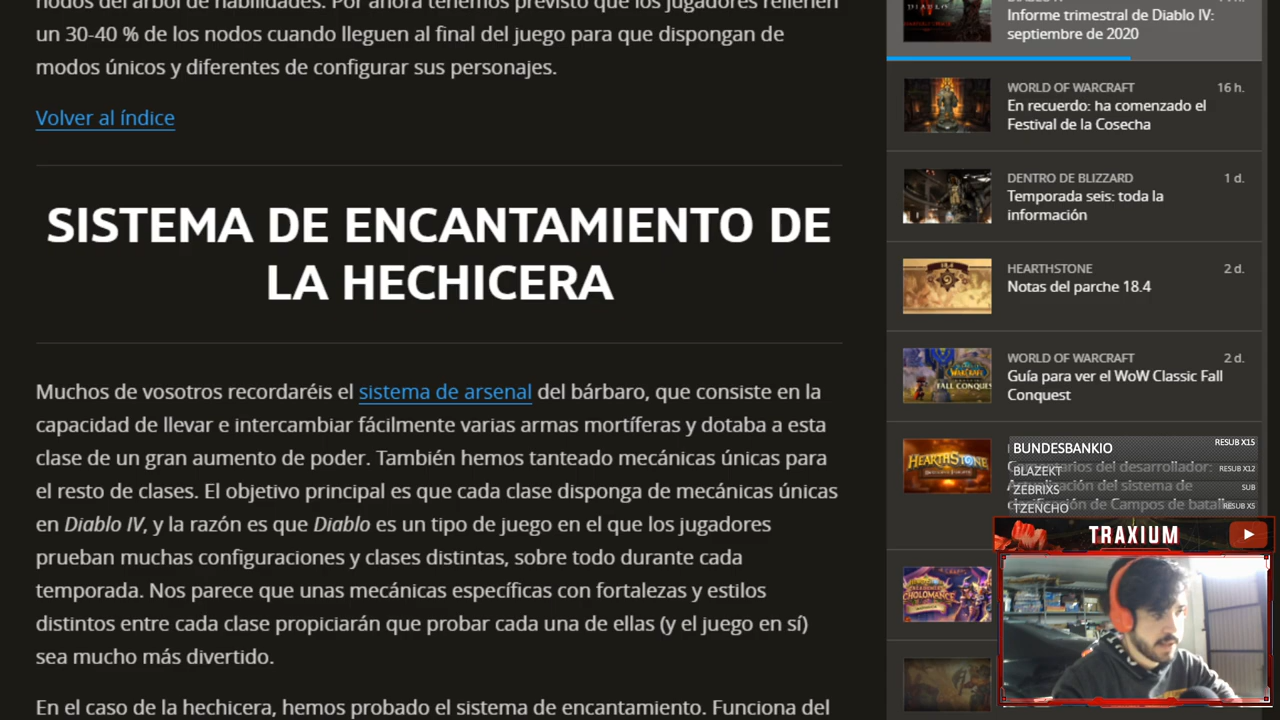 nodos del árbol de habilidades. Por ahora tenemos previsto que los jugadores rellenen
un 30-40 % de los nodos cuando lleguen al final del juego para que dispongan de
modos únicos y diferentes de configurar sus personajes.
Volver al índice
SISTEMA DE ENCANTAMIENTO DE
LA HECHICERA
Muchos de vosotros recordaréis el sistema de arsenal del bárbaro, que consiste en la
capacidad de llevar e intercambiar fácilmente varias armas mortíferas y dotaba a esta
clase de un gran aumento de poder. También hemos tanteado mecánicas únicas para
el resto de clases. El objetivo principal es que cada clase disponga de mecánicas únicas
en Diablo IV, y la razón es que Diablo es un tipo de juego en el que los jugadores
prueban muchas configuraciones y clases distintas, sobre todo durante cada
temporada. Nos parece que unas mecánicas específicas con fortalezas y estilos
distintos entre cada clase propiciarán que probar cada una de ellas (y el juego en sí)
sea mucho más divertido.
En el caso de la hechicera, hemos probado el sistema de encantamiento. Funciona del
Informe trimestral de Diablo IV:
septiembre de 2020
WORLD OF WARCRAFT 16 h.
En recuerdo: ha comenzado el
Festival de la Cosecha
DENTRO DE BLIZZARD 1 d.
Temporada seis: toda la
información
HEARTHSTONE 2 d.
Notas del parche 18.4
WORLD OF WARCRAFT 2 d.
Guía para ver el WoW Classic Fall
Conquest
HEARTHSTONE
BUNDESBANKIO RESUB X15
BLAZEKT RESUB X12
ZEBRIXS SUB
TZENCHO RESUB X5
Comentarios del desarrollador:
Actualización del sistema de
clasificación de Campos de batalla
TRAXIUM